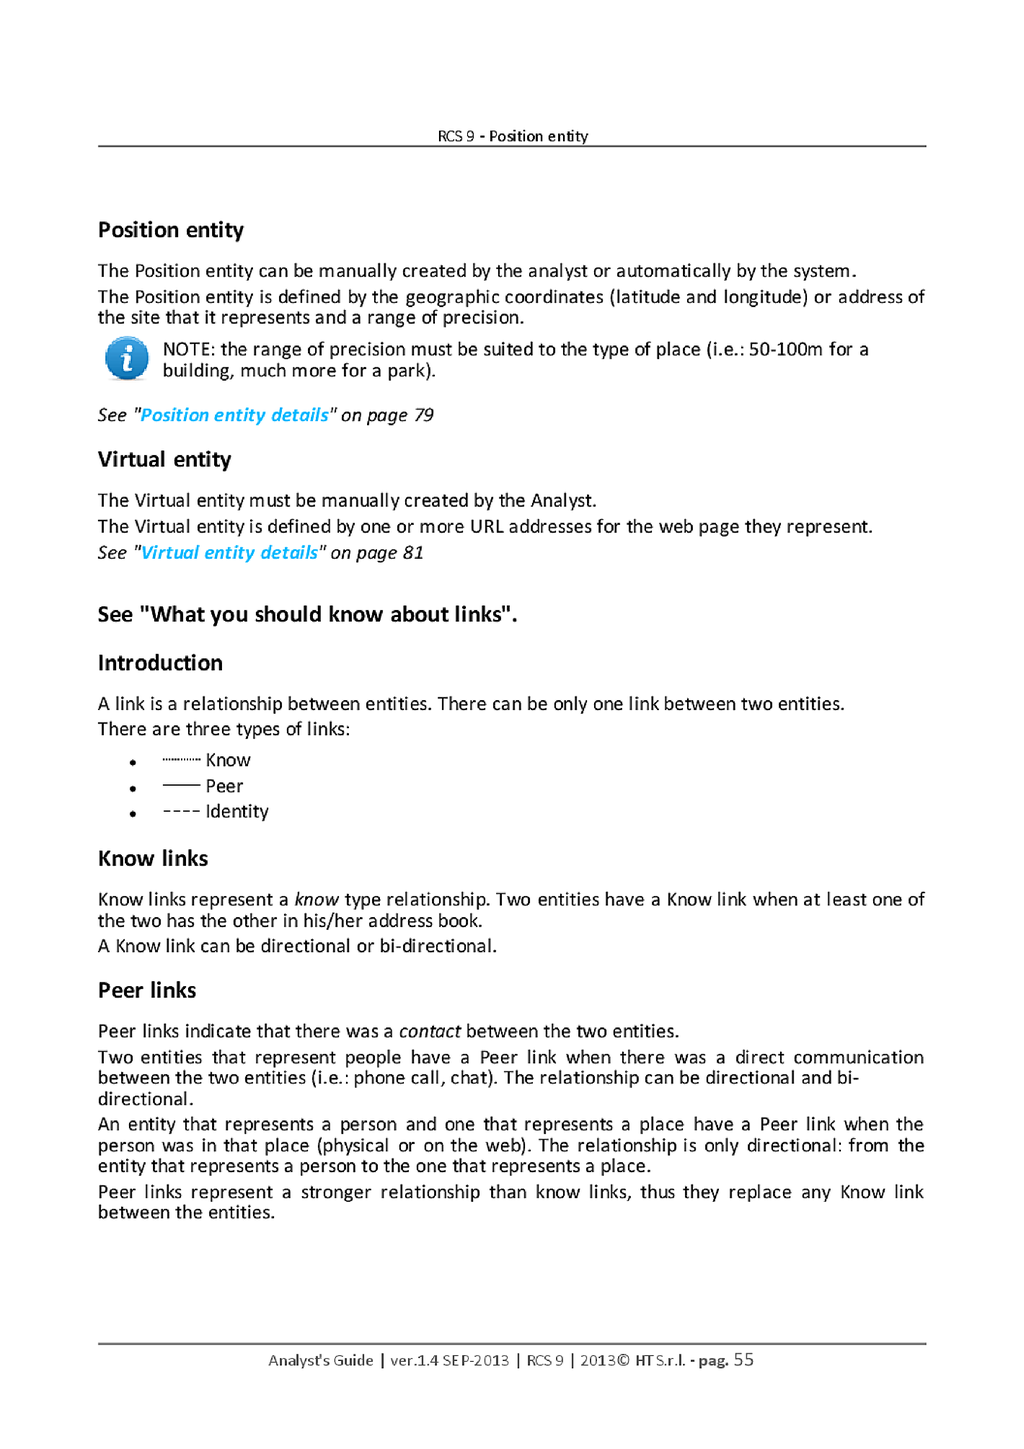 RCS 9 - Position entity
Position entity
The Position entity can be manually created by the analyst or automatically by the system.
The Position entity is defined by the geographic coordinates (latitude and longitude) or address of
the site that it represents and a range of precision.
NOTE: the range of precision must be suited to the type of place (i.e.: 50-100m for a
building, much more for a park).
See "Position entity details" on page 79
Virtual entity
The Virtual entity must be manually created by the Analyst.
The Virtual entity is defined by one or more URL addresses for the web page they represent.
See "Virtual entity details" on page 81
See "What you should know about links".
Introduction
A link is a relationship between entities. There can be only one link between two entities.
There are three types of links:
• Know
• Peer
• Identity
Know links
Know links represent a know type relationship. Two entities have a Know link when at least one of
the two has the other in his/her address book.
A Know link can be directional or bi-directional.
Peer links
Peer links indicate that there was a contact between the two entities.
Two entities that represent people have a Peer link when there was a direct communication
between the two entities (i.e.: phone call, chat). The relationship can be directional and bi-
directional.
An entity that represents a person and one that represents a place have a Peer link when the
person was in that place (physical or on the web). The relationship is only directional: from the
entity that represents a person to the one that represents a place.
Peer links represent a stronger relationship than know links, thus they replace any Know link
between the entities.
Analyst's Guide | ver.1.4 SEP-2013 | RCS 9 | 2013© HT S.r.l. - pag. 55